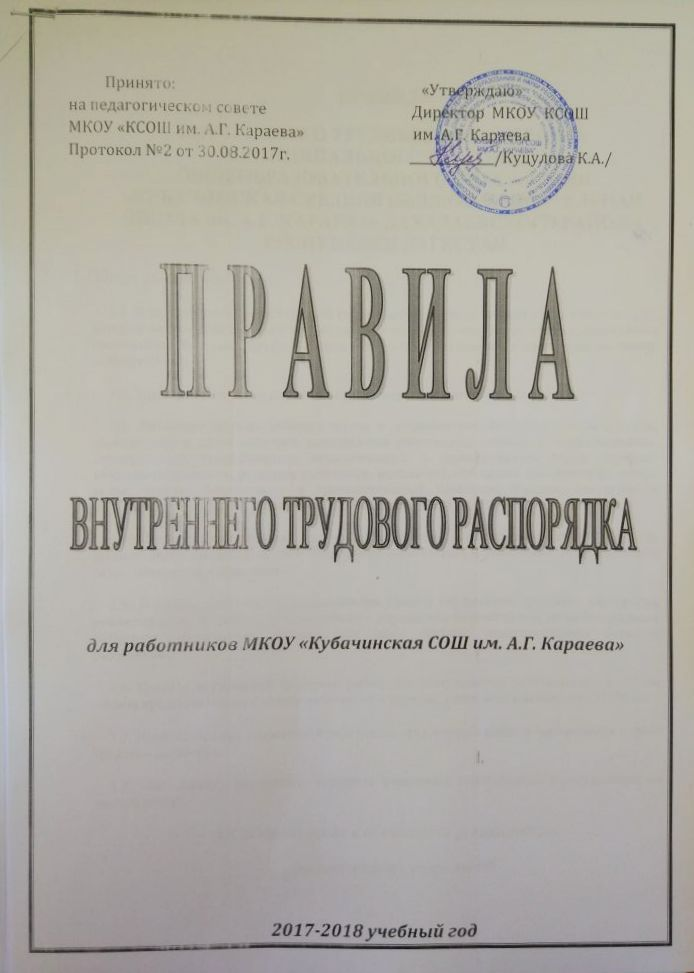 Принято:
на педагогическом совете
МКОУ «КСОШ им. А.Г. Караева»
Протокол №2 от 30.08.2017г.
«Утверждаю»
Директор МКОУ КСОШ
им. А.Г. Караева
/Куцулова К.А./
ПРАВИЛА
ВНУТРЕННЕГО ТРУДОВОГО РАСПОРЯДКА
для работников МКОУ «Кубачинская СОШ им. А.Г. Караева»
2017-2018 учебный год